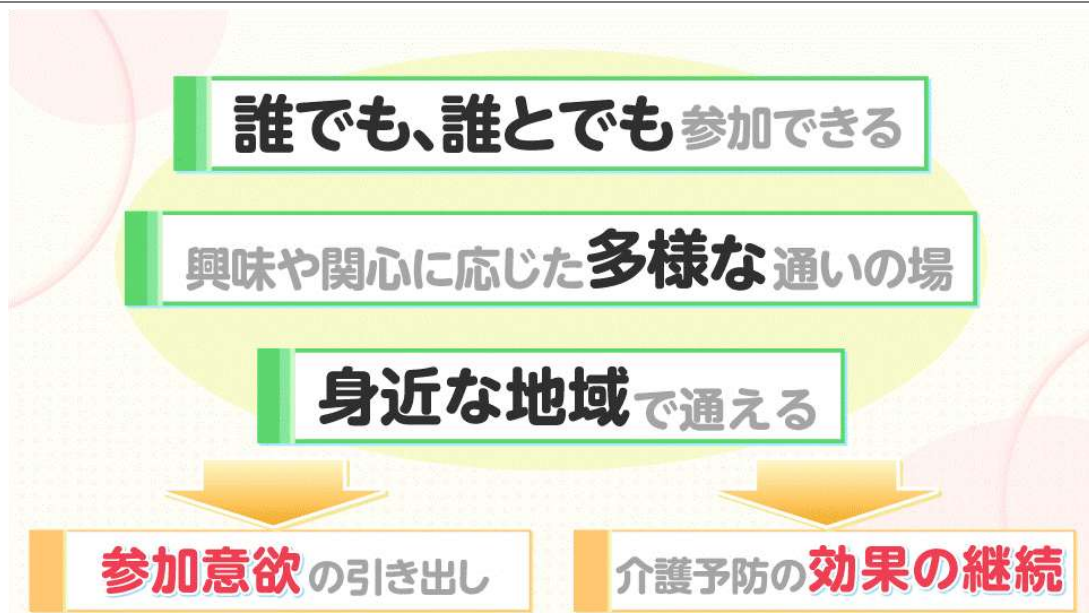 誰でも、誰とでも参加できる
興味や関心に応じた多様な通いの場
身近な地域で通える
参加意欲の引き出し
介護予防の効果の継続